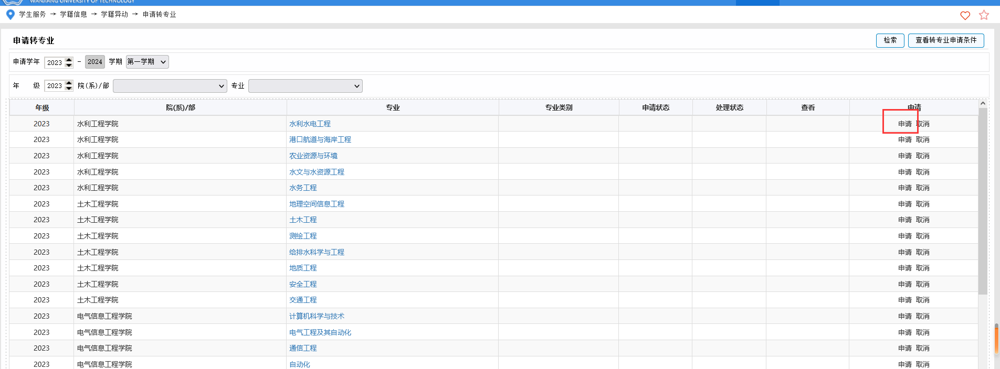 WANJIANG UNIVERSITY OF TECHNOLOGY
学生服务 → 学籍信息 → 学籍异动 → 申请转专业
申请转专业 检索 查看转专业申请条件
申请学年 2023 - 2024 学期 第一学期
年 级 2023 院(系)/部 专业
年级 院(系)/部 专业 专业类别 申请状态 处理状态 查看 申请
2023 水利工程学院 水利水电工程 申请 取消
2023 水利工程学院 港口航道与海岸工程 申请 取消
2023 水利工程学院 农业资源与环境 申请 取消
2023 水利工程学院 水文与水资源工程 申请 取消
2023 水利工程学院 水务工程 申请 取消
2023 土木工程学院 地理空间信息工程 申请 取消
2023 土木工程学院 土木工程 申请 取消
2023 土木工程学院 测绘工程 申请 取消
2023 土木工程学院 给排水科学与工程 申请 取消
2023 土木工程学院 地质工程 申请 取消
2023 土木工程学院 安全工程 申请 取消
2023 土木工程学院 交通工程 申请 取消
2023 电气信息工程学院 计算机科学与技术 申请 取消
2023 电气信息工程学院 电气工程及其自动化 申请 取消
2023 电气信息工程学院 通信工程 申请 取消
2023 电气信息工程学院 自动化 申请 取消